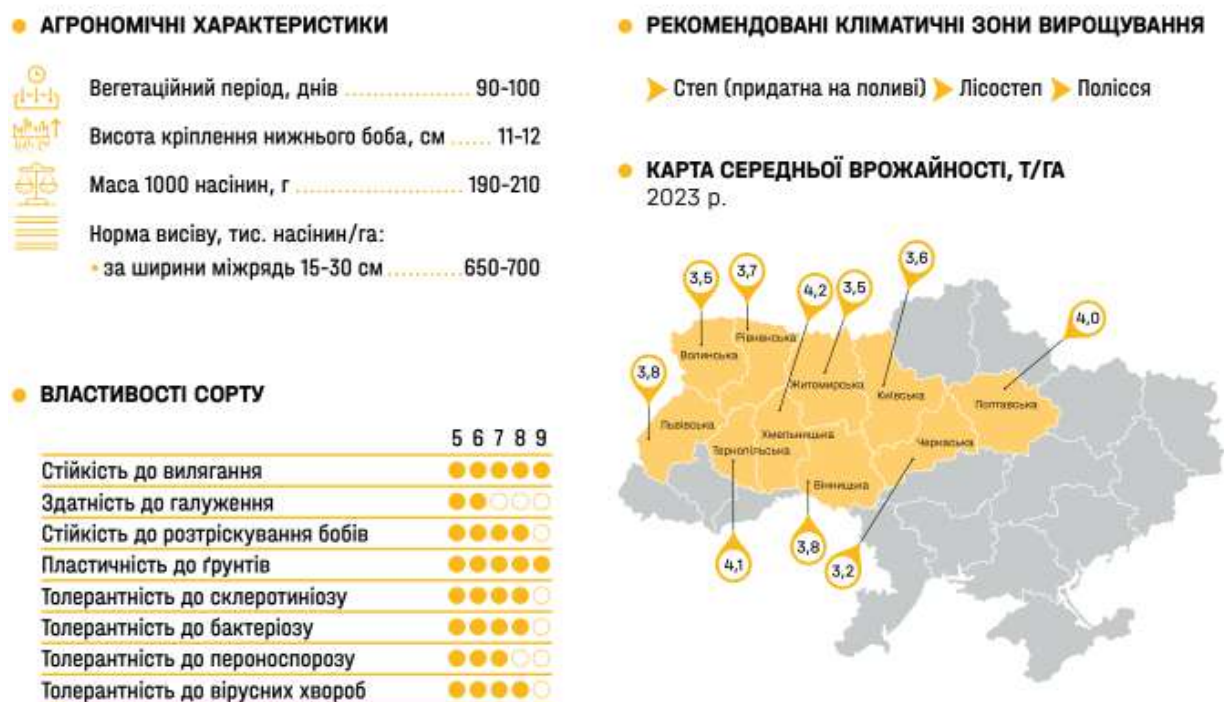 АГРОНОМІЧНІ ХАРАКТЕРИСТИКИ
Вегетаційний період, днів 90-100
Висота кріплення нижнього боба, см 11-12
Маса 1000 насінин, г 190-210
Норма висіву, тис. насінин/га:
• за ширини міжрядь 15-30 см 650-700
ВЛАСТИВОСТІ СОРТУ
5 6 7 8 9
Стійкість до вилягання
Здатність до галуження
Стійкість до розтріскування бобів
Пластичність до ґрунтів
Толерантність до склеротиніозу
Толерантність до бактеріозу
Толерантність до пероноспорозу
Толерантність до вірусних хвороб
РЕКОМЕНДОВАНІ КЛІМАТИЧНІ ЗОНИ ВИРОЩУВАННЯ
Степ (придатна на поливі) Лісостеп Полісся
КАРТА СЕРЕДНЬОЇ ВРОЖАЙНОСТІ, Т/ГА
2023 р.
3,5
3,7
4,2
3,5
3,6
4,0
3,8
Рівненська
Волинська
Житомирська
Київська
Полтавська
Львівська
Хмельницька
Тернопільська
Черкаська
Вінницька
4,1
3,8
3,2